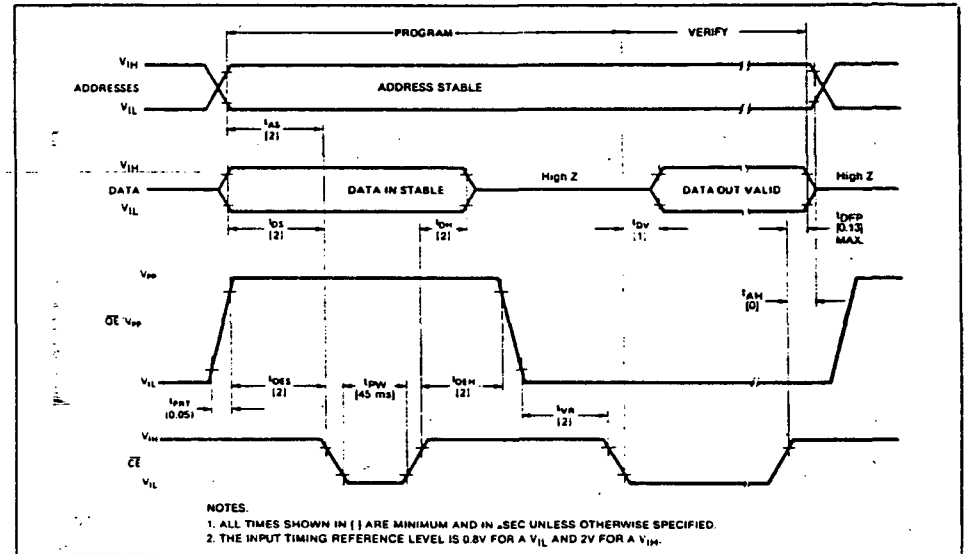 PROGRAM
VERIFY
VIH
ADDRESSES
ADDRESS STABLE
VIL
tAS
[2]
VIH
DATA
DATA IN STABLE
High Z
DATA OUT VALID
High Z
VIL
tDS
[2]
tDH
[2]
tDV
[1]
tDFP
[0.13]
MAX.
VPP
tAH
[0]
OE VPP
VIL
tOES
[2]
tPW
[45 ms]
tOEH
[2]
tPRT
(0.05)
tVR
[2]
VIH
CE
VIL
NOTES.
1. ALL TIMES SHOWN IN [ ] ARE MINIMUM AND IN µSEC UNLESS OTHERWISE SPECIFIED.
2. THE INPUT TIMING REFERENCE LEVEL IS 0.8V FOR A VIL AND 2V FOR A VIH.